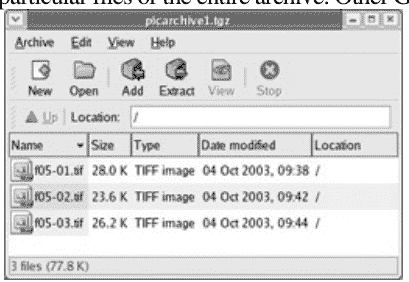 particular files or the entire archive. Other G
picarchive1.tgz
Archive Edit View Help
New Open Add Extract View Stop
Up Location: /
Name Size Type Date modified Location
f05-01.tif 28.0 K TIFF image 04 Oct 2003, 09:38 /
f05-02.tif 23.6 K TIFF image 04 Oct 2003, 09:42 /
f05-03.tif 26.2 K TIFF image 04 Oct 2003, 09:44 /
3 files (77.8 K)